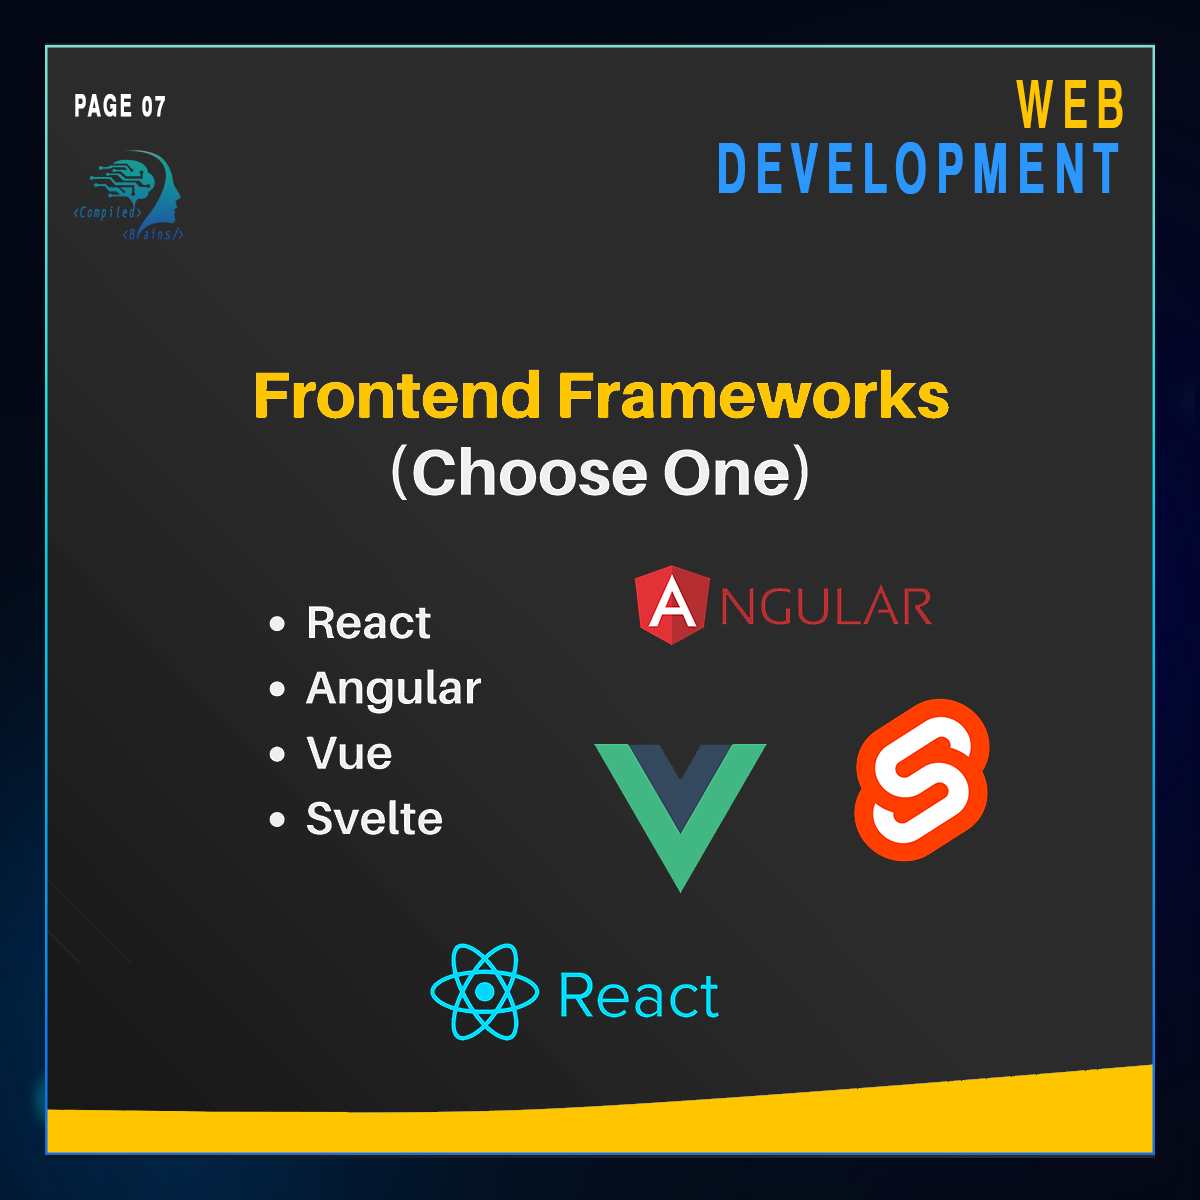 PAGE 07
WEB
DEVELOPMENT
<Compiled>
<Brains/>
Frontend Frameworks
(Choose One)
• React
• Angular
• Vue
• Svelte
ANGULAR
React